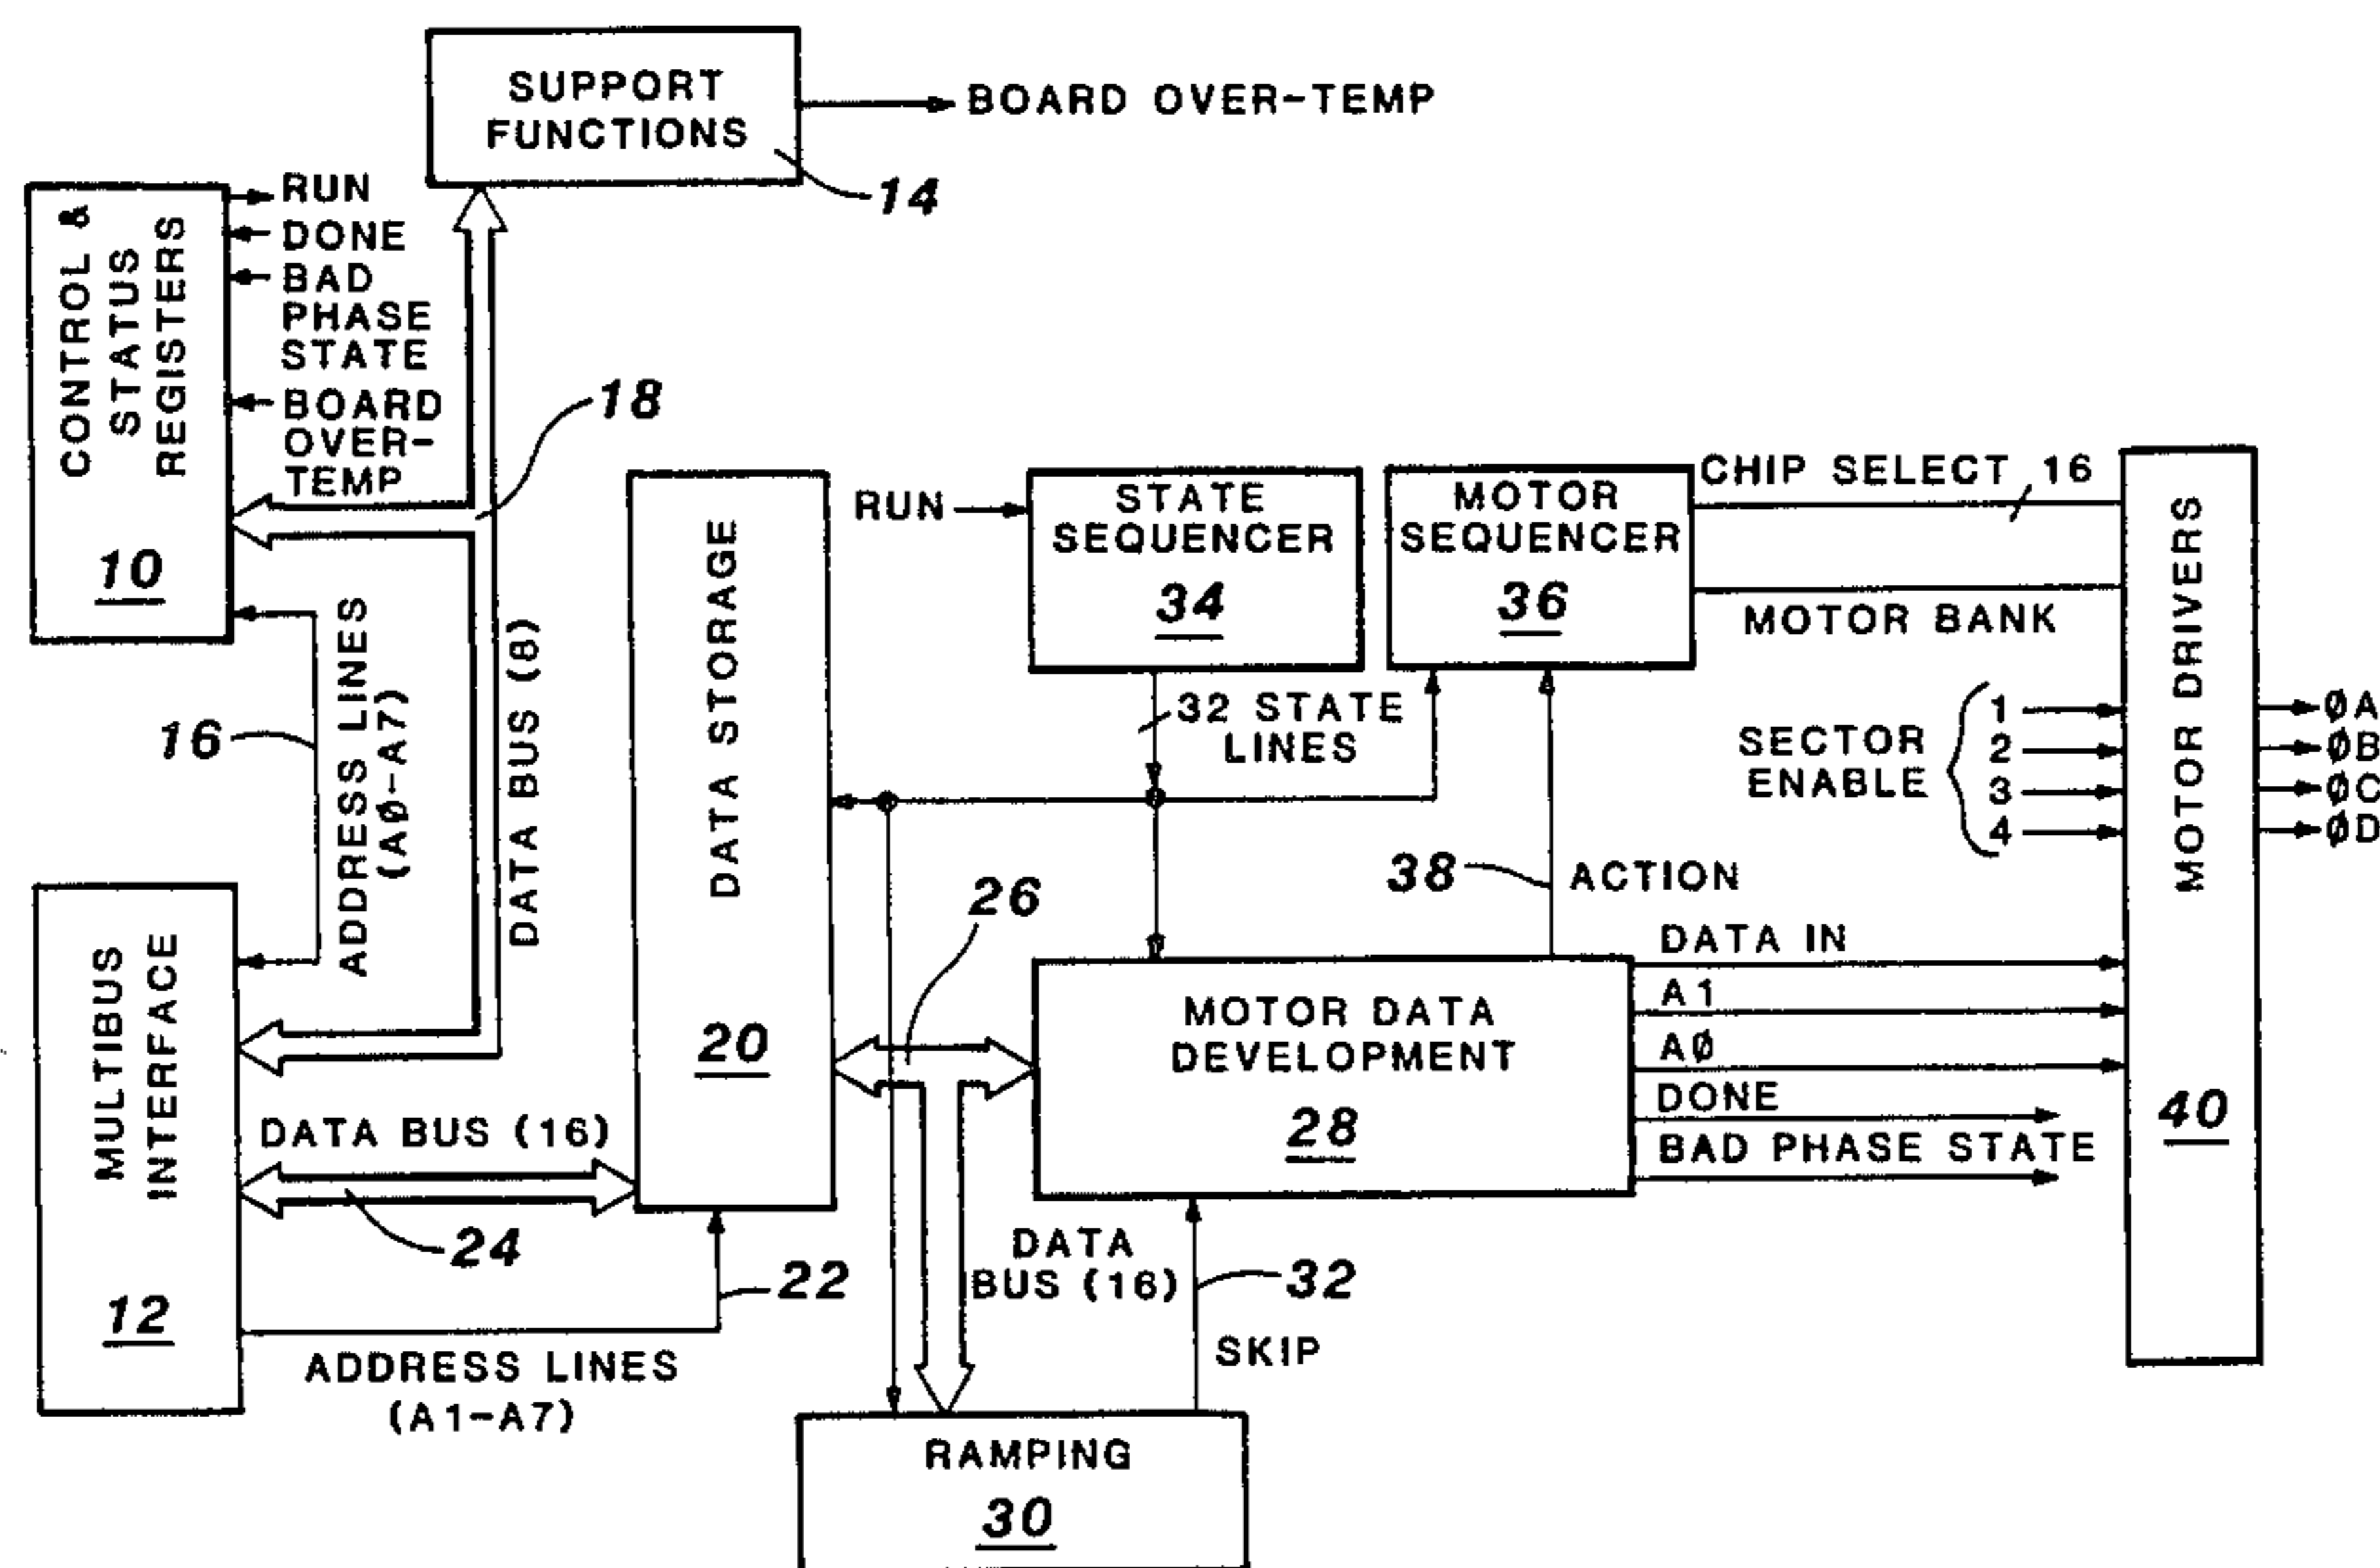 SUPPORT
FUNCTIONS
14
BOARD OVER-TEMP
CONTROL &
STATUS
REGISTERS
10
RUN
DONE
BAD
PHASE
STATE
BOARD
OVER-
TEMP
18
16
ADDRESS LINES
(AØ-A7)
DATA BUS (8)
MULTIBUS
INTERFACE
12
DATA BUS (16)
24
22
ADDRESS LINES
(A1-A7)
DATA STORAGE
20
RUN
STATE
SEQUENCER
34
MOTOR
SEQUENCER
36
CHIP SELECT 16
MOTOR BANK
32 STATE
LINES
SECTOR
ENABLE
1
2
3
4
MOTOR DRIVERS
40
ØA
ØB
ØC
ØD
26
38
ACTION
MOTOR DATA
DEVELOPMENT
28
DATA IN
A1
AØ
DONE
BAD PHASE STATE
DATA
BUS (16)
32
SKIP
RAMPING
30